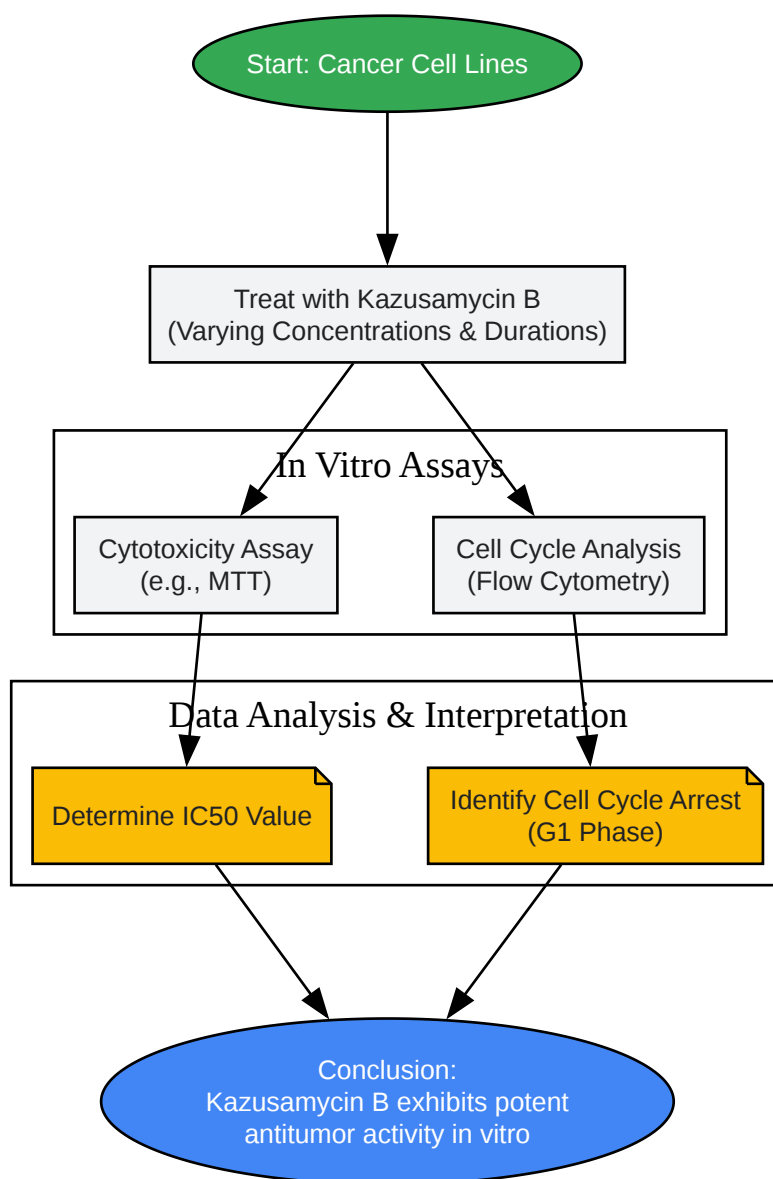 Start: Cancer Cell Lines
Treat with Kazusamycin B
(Varying Concentrations & Durations)
In Vitro Assays
Cytotoxicity Assay
(e.g., MTT)
Cell Cycle Analysis
(Flow Cytometry)
Data Analysis & Interpretation
Determine IC50 Value
Identify Cell Cycle Arrest
(G1 Phase)
Conclusion:
Kazusamycin B exhibits potent
antitumor activity in vitro